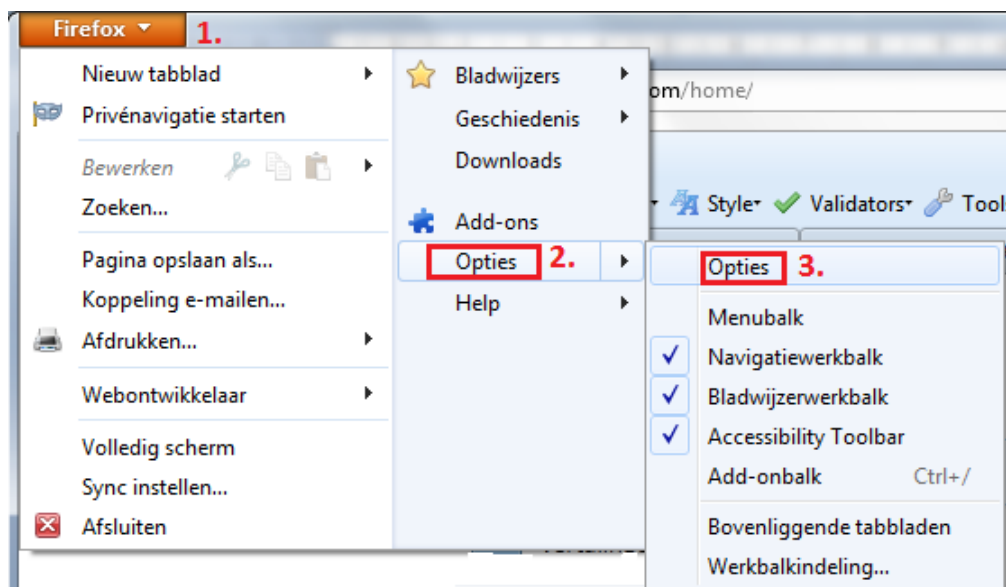 Firefox
1.
Nieuw tabblad
Privénavigatie starten
Bewerken
Zoeken...
Pagina opslaan als...
Koppeling e-mailen...
Afdrukken...
Webontwikkelaar
Volledig scherm
Sync instellen...
Afsluiten
Bladwijzers
Geschiedenis
Downloads
Add-ons
Opties 2.
Help
om/home/
Style Validators Tool
Opties 3.
Menubalk
Navigatiewerkbalk
Bladwijzerwerkbalk
Accessibility Toolbar
Add-onbalk Ctrl+/
Bovenliggende tabbladen
Werkbalkindeling...